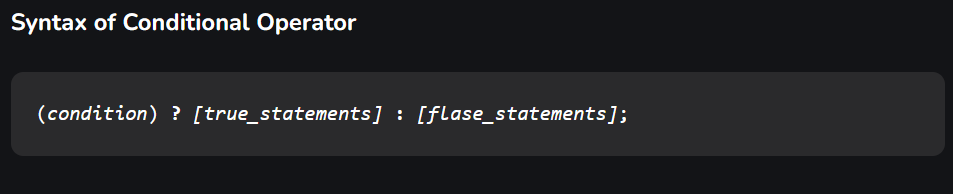 Syntax of Conditional Operator
(condition) ? [true_statements] : [flase_statements];